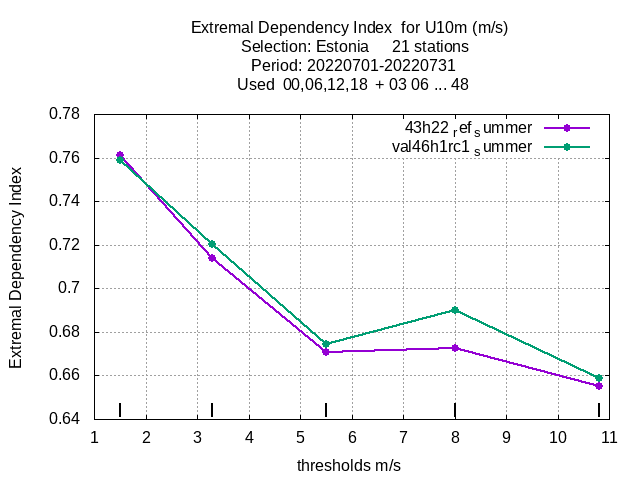 Extremal Dependency Index  for U10m (m/s)
Selection: Estonia     21 stations
Period: 20220701-20220731
Used  00,06,12,18  + 03 06 ... 48
43h22 ref summer
val46h1rc1 summer
Extremal Dependency Index
0.78
0.76
0.74
0.72
0.7
0.68
0.66
0.64
1 2 3 4 5 6 7 8 9 10 11
thresholds m/s